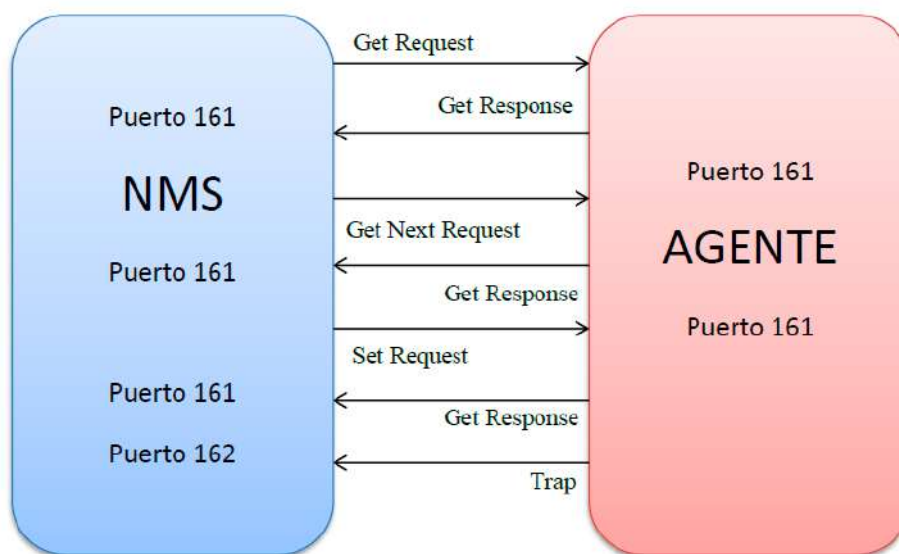 Get Request
Puerto 161
Get Response
NMS
Puerto 161
Get Next Request
AGENTE
Puerto 161
Get Response
Puerto 161
Set Request
Puerto 161
Get Response
Puerto 162
Trap